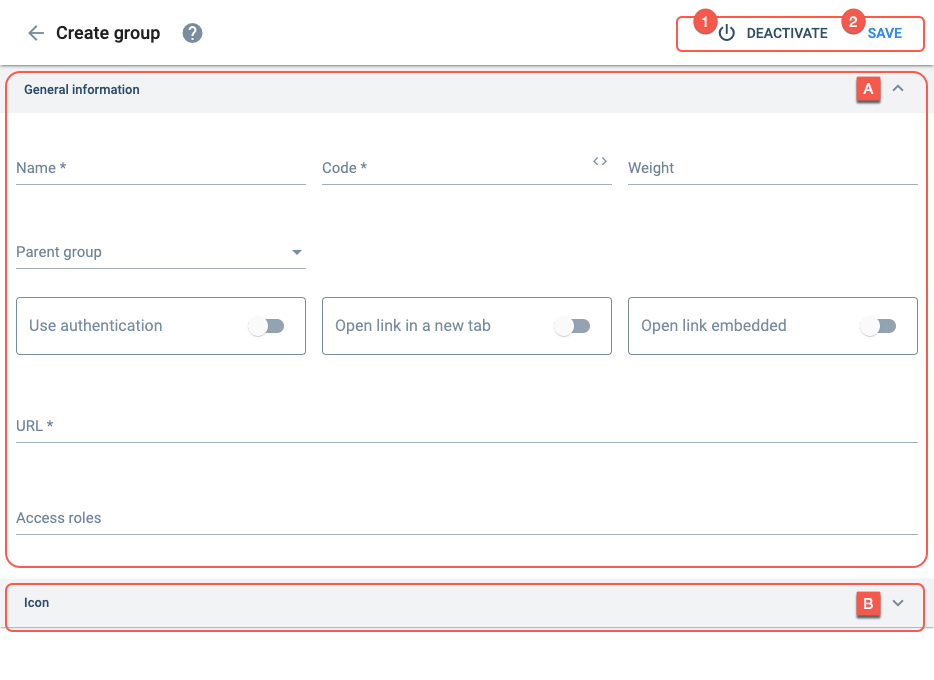 Create group ? 1 DEACTIVATE 2 SAVE
General information A
Name * Code * <> Weight
Parent group
Use authentication Open link in a new tab Open link embedded
URL *
Access roles
Icon B